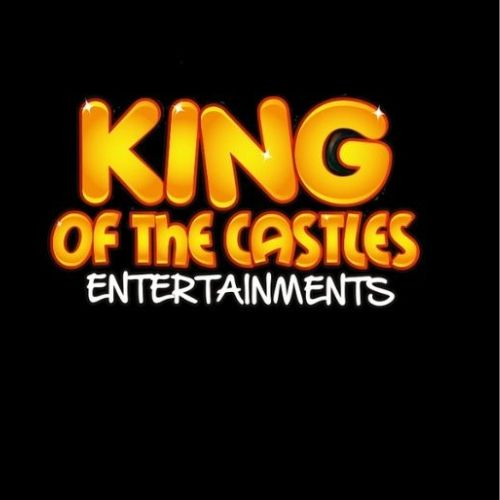 KING
OF THE CASTLES
ENTERTAINMENTS